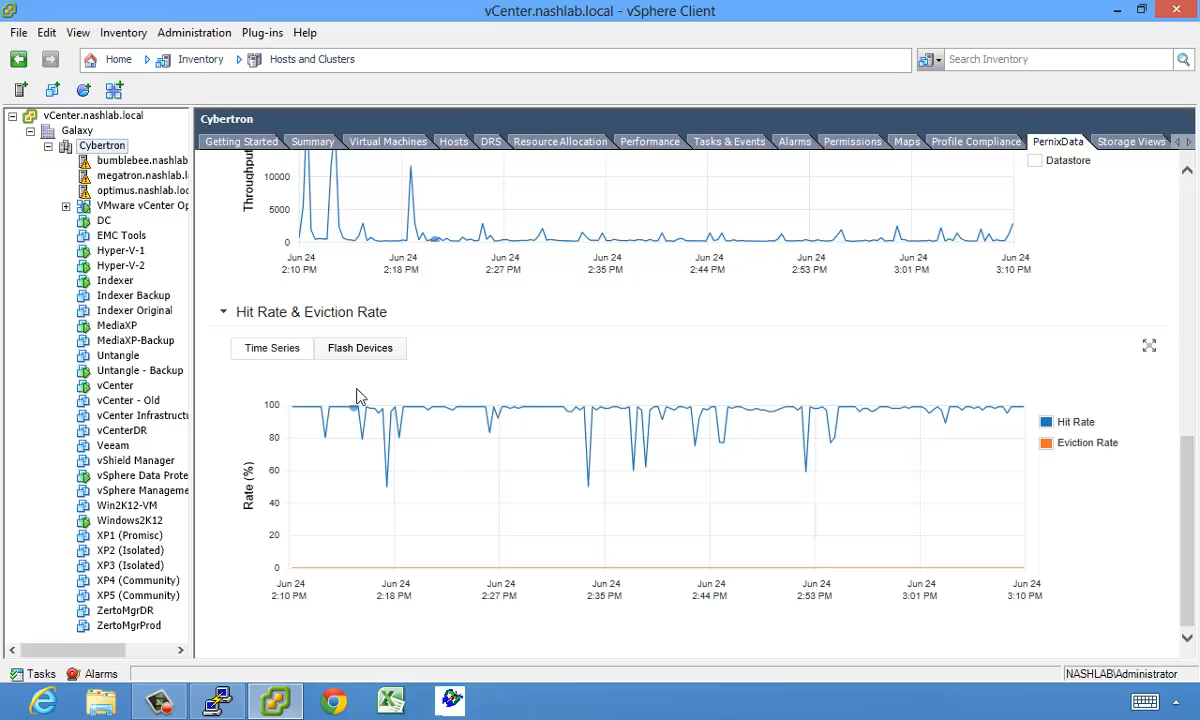 vCenter.nashlab.local - vSphere Client
File Edit View Inventory Administration Plug-ins Help
Home Inventory Hosts and Clusters Search Inventory
vCenter.nashlab.local
Galaxy
Cybertron
bumblebee.nashlab
megatron.nashlab.l
optimus.nashlab.loc
VMware vCenter Op
DC
EMC Tools
Hyper-V-1
Hyper-V-2
Indexer
Indexer Backup
Indexer Original
MediaXP
MediaXP-Backup
Untangle
Untangle - Backup
vCenter
vCenter - Old
vCenter Infrastructu
vCenterDR
Veeam
vShield Manager
vSphere Data Prote
vSphere Manageme
Win2K12-VM
Windows2K12
XP1 (Promisc)
XP2 (Isolated)
XP3 (Isolated)
XP4 (Community)
XP5 (Community)
ZertoMgrDR
ZertoMgrProd
Cybertron
Getting Started Summary Virtual Machines Hosts DRS Resource Allocation Performance Tasks & Events Alarms Permissions Maps Profile Compliance PernixData Storage Views
Throughput
10000
5000
0
Datastore
Jun 24 Jun 24 Jun 24 Jun 24 Jun 24 Jun 24 Jun 24 Jun 24
2:10 PM 2:18 PM 2:27 PM 2:35 PM 2:44 PM 2:53 PM 3:01 PM 3:10 PM
Hit Rate & Eviction Rate
Time Series Flash Devices
Rate (%)
100
80
60
40
20
0
Hit Rate
Eviction Rate
Jun 24 Jun 24 Jun 24 Jun 24 Jun 24 Jun 24 Jun 24 Jun 24
2:10 PM 2:18 PM 2:27 PM 2:35 PM 2:44 PM 2:53 PM 3:01 PM 3:10 PM
Tasks Alarms NASHLAB\Administrator